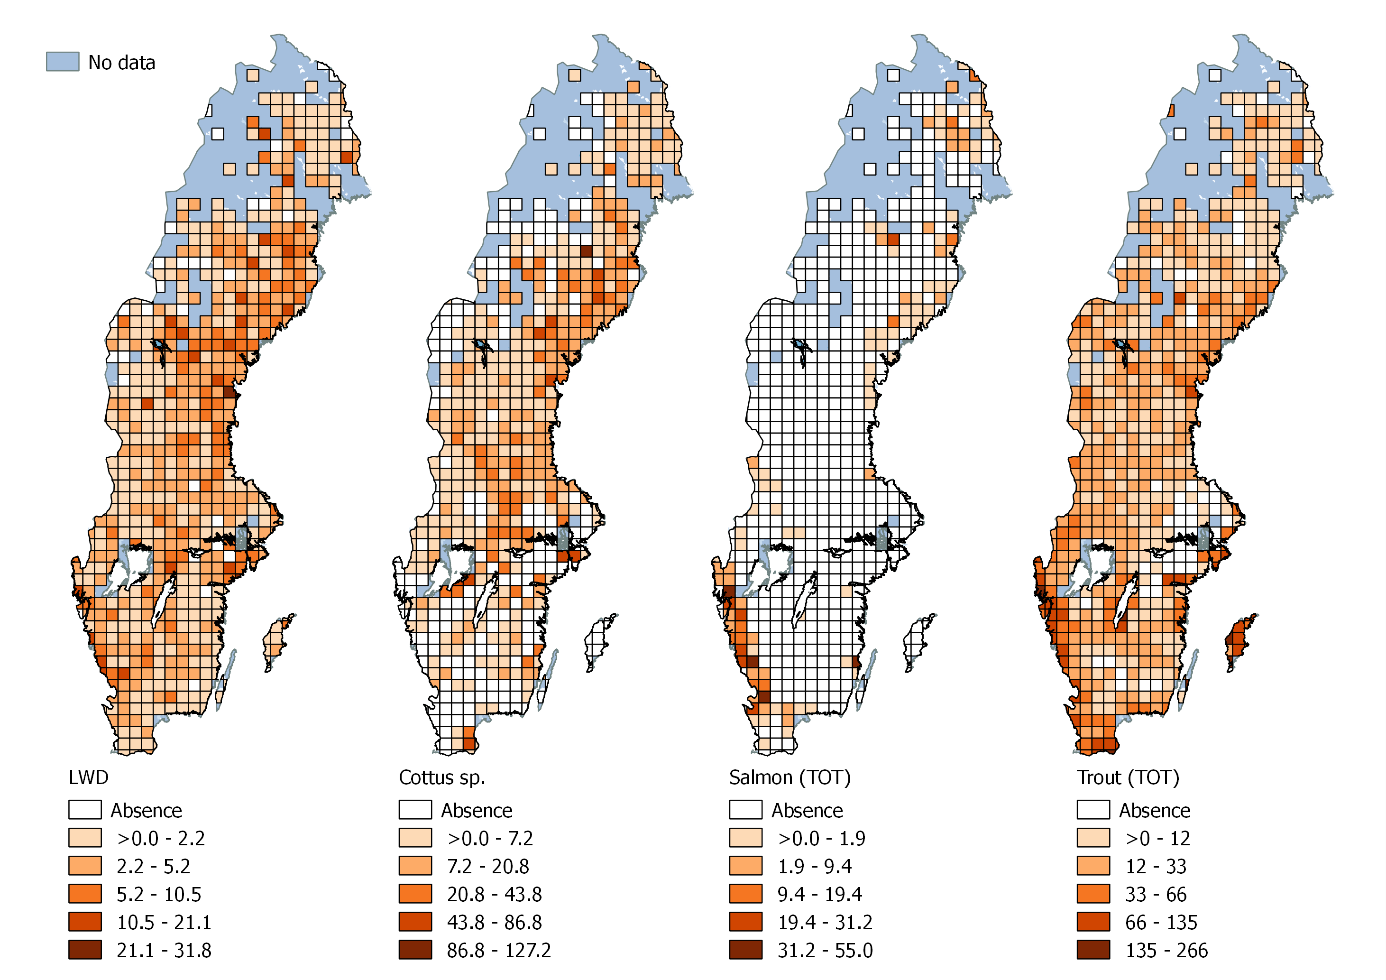 No data
LWD
Absence
>0.0 - 2.2
2.2 - 5.2
5.2 - 10.5
10.5 - 21.1
21.1 - 31.8
Cottus sp.
Absence
>0.0 - 7.2
7.2 - 20.8
20.8 - 43.8
43.8 - 86.8
86.8 - 127.2
Salmon (TOT)
Absence
>0.0 - 1.9
1.9 - 9.4
9.4 - 19.4
19.4 - 31.2
31.2 - 55.0
Trout (TOT)
Absence
>0 - 12
12 - 33
33 - 66
66 - 135
135 - 266